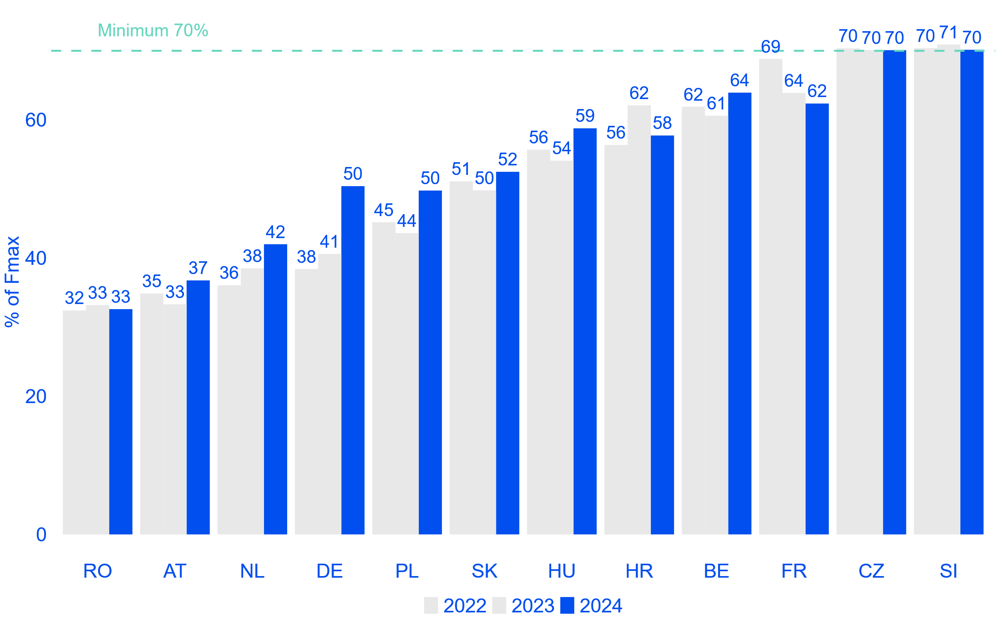 Minimum 70%
% of Fmax
60
40
20
0
32 33 33
35 33 37
36 38 42
38 41 50
45 44 50
51 50 52
56 54 59
56 62 58
62 61 64
69 64 62
70 70 70
70 71 70
RO AT NL DE PL SK HU HR BE FR CZ SI
2022 2023 2024